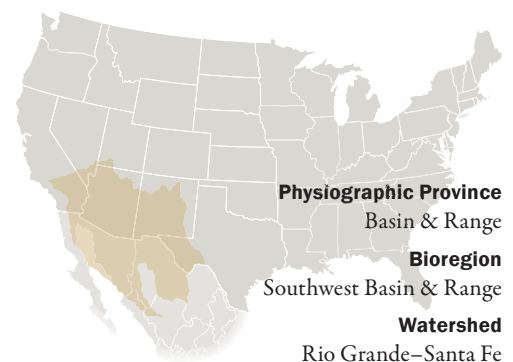 Physiographic Province
Basin & Range
Bioregion
Southwest Basin & Range
Watershed
Rio Grande–Santa Fe